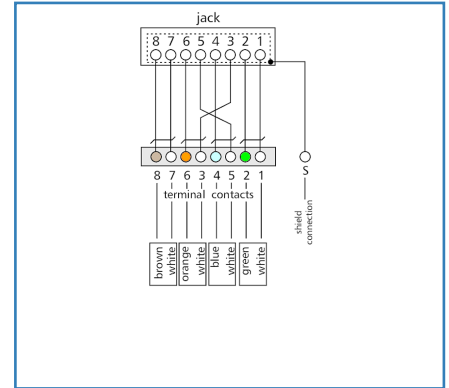 jack
8 7 6 5 4 3 2 1
8 7 6 3 4 5 2 1
terminal contacts
S
shield
connection
brown
white
orange
white
blue
white
green
white